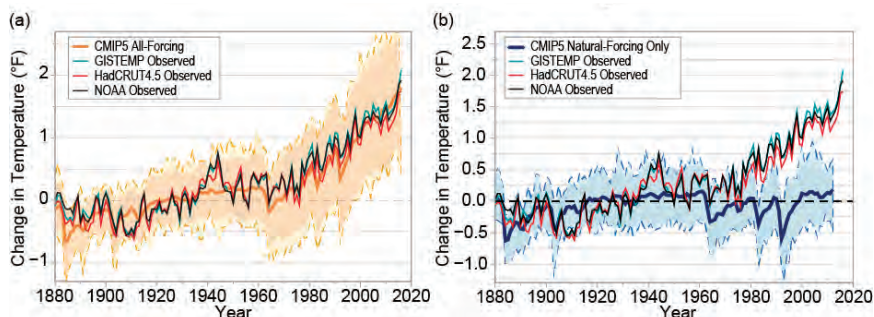 (a)
CMIP5 All-Forcing
GISTEMP Observed
HadCRUT4.5 Observed
NOAA Observed
Change in Temperature (°F)
2
1
0
−1
1880 1900 1920 1940 1960 1980 2000 2020
Year
(b)
CMIP5 Natural-Forcing Only
GISTEMP Observed
HadCRUT4.5 Observed
NOAA Observed
Change in Temperature (°F)
2.5
2.0
1.5
1.0
0.5
0.0
−0.5
−1.0
1880 1900 1920 1940 1960 1980 2000 2020
Year